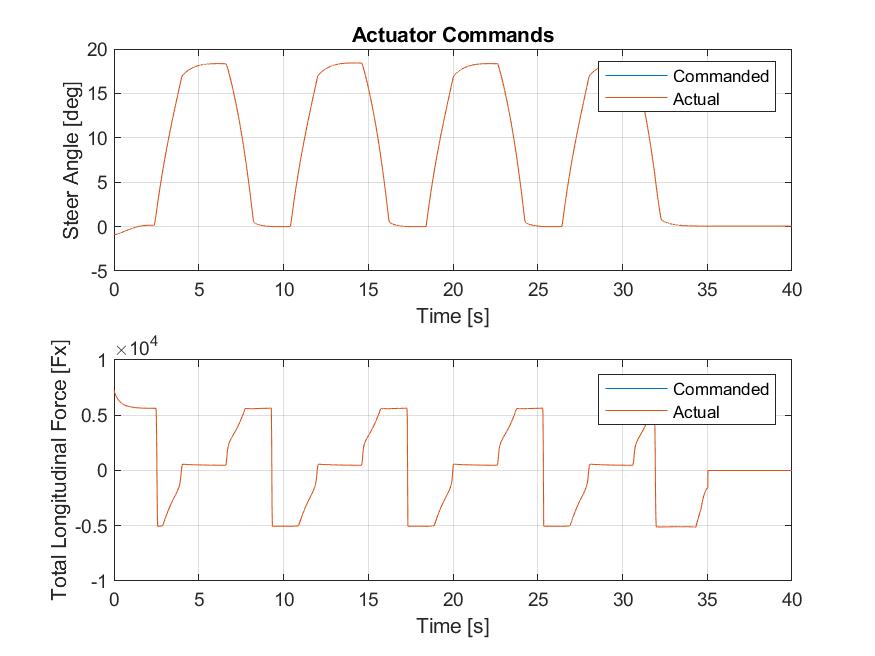 Actuator Commands
20
15
10
5
0
-5
Steer Angle [deg]
Commanded
Actual
0 5 10 15 20 25 30 35 40
Time [s]
×10^4
1
0.5
0
-0.5
-1
Total Longitudinal Force [Fx]
Commanded
Actual
0 5 10 15 20 25 30 35 40
Time [s]